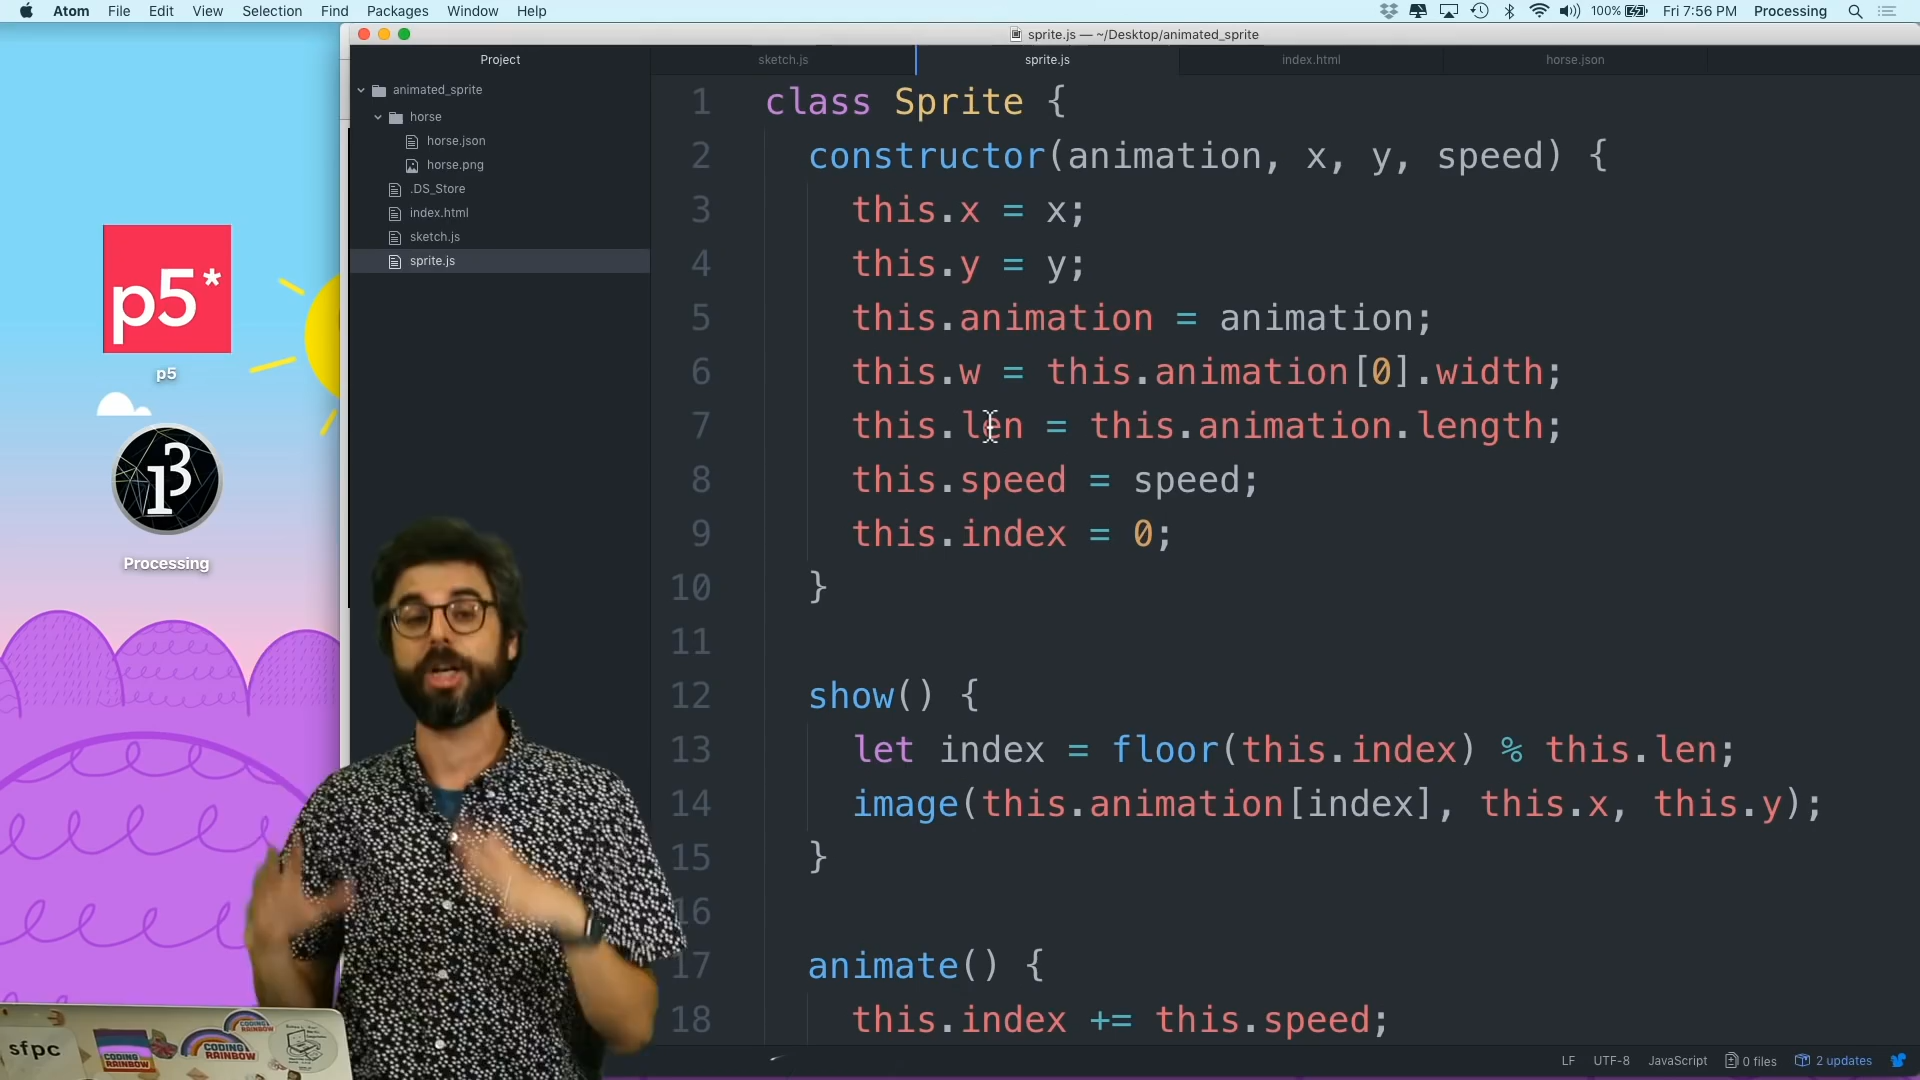 Atom File Edit View Selection Find Packages Window Help
100% Fri 7:56 PM Processing
sprite.js — ~/Desktop/animated_sprite
Project
sketch.js
sprite.js
index.html
horse.json
animated_sprite
horse
horse.json
horse.png
.DS_Store
index.html
sketch.js
sprite.js
p5*
p5
Processing
1 class Sprite {
2 constructor(animation, x, y, speed) {
3 this.x = x;
4 this.y = y;
5 this.animation = animation;
6 this.w = this.animation[0].width;
7 this.len = this.animation.length;
8 this.speed = speed;
9 this.index = 0;
10 }
11
12 show() {
13 let index = floor(this.index) % this.len;
14 image(this.animation[index], this.x, this.y);
15 }
16
17 animate() {
18 this.index += this.speed;
sfpc
CODING
RAINBOW
CODING
RAINBOW
CODING
RAINBOW
LF UTF-8 JavaScript 0 files 2 updates